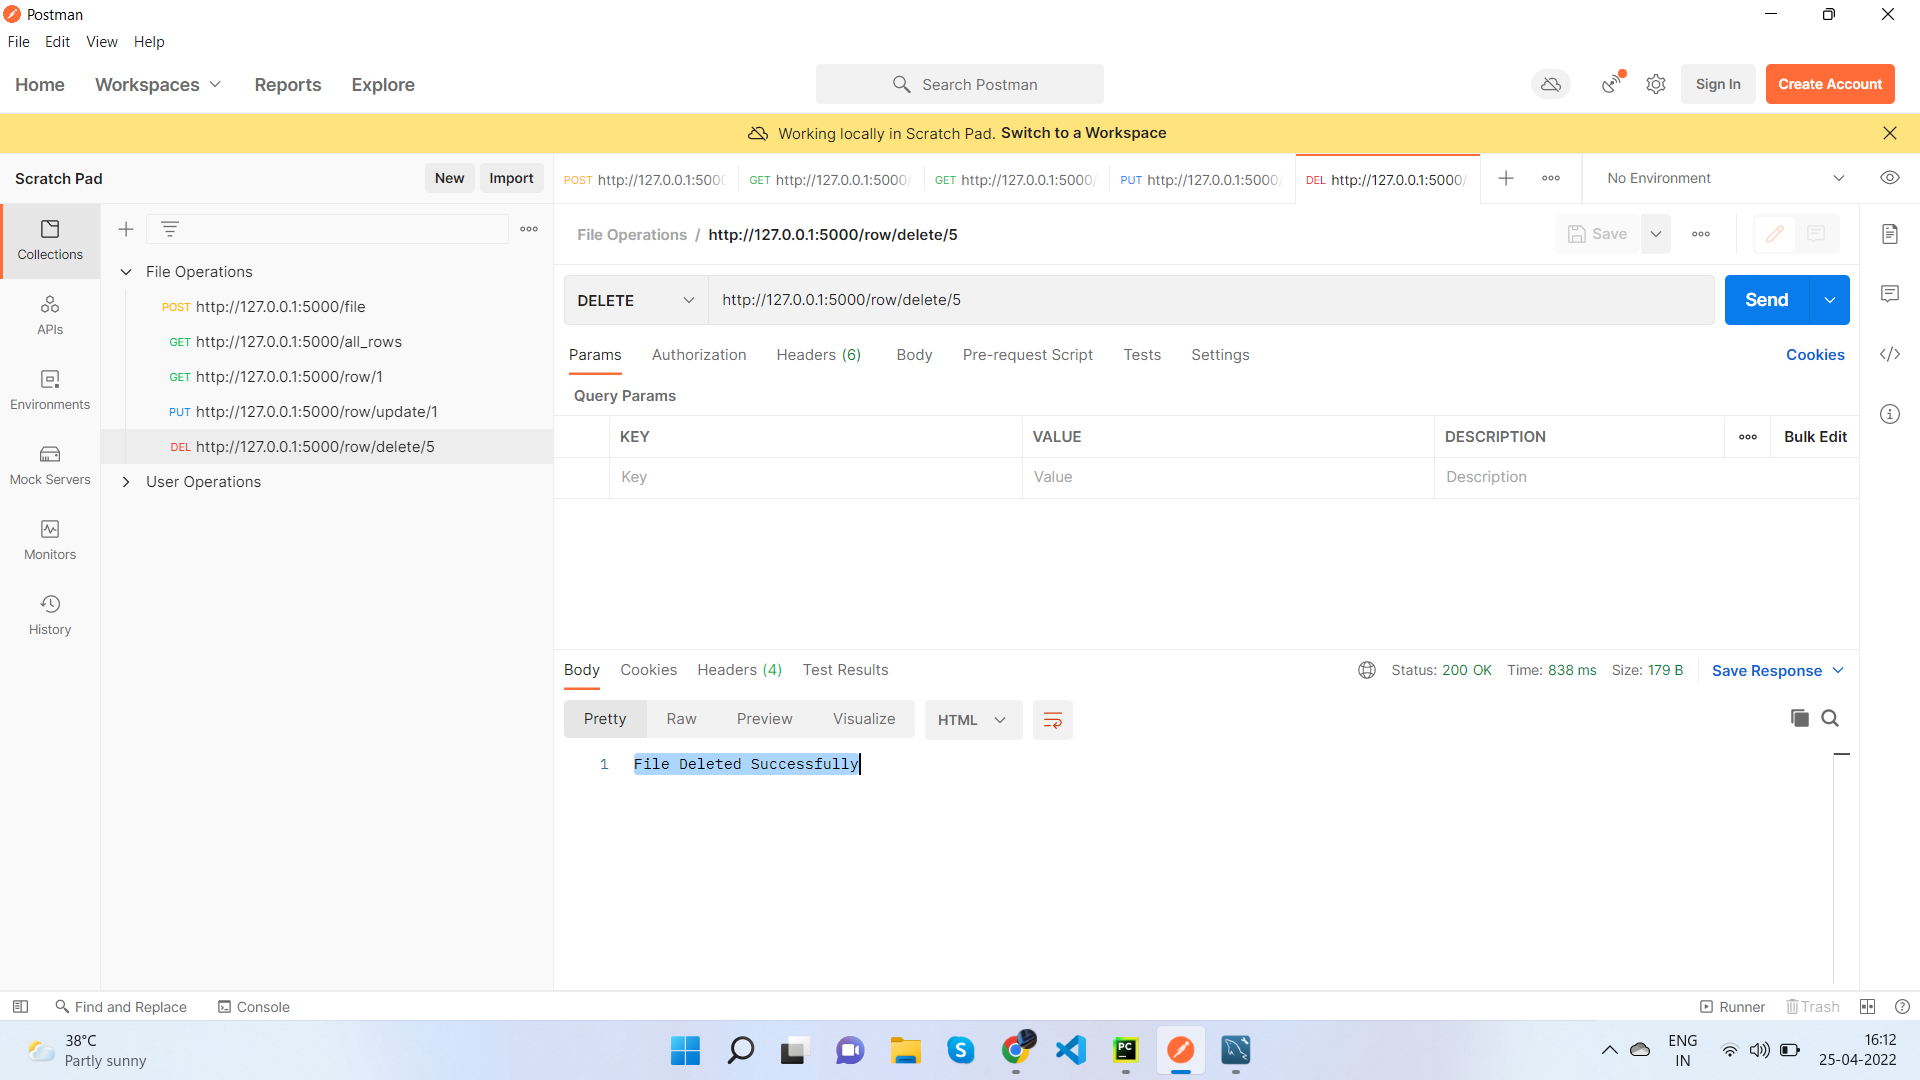 Postman
File Edit View Help
Home Workspaces Reports Explore
Search Postman
Sign In
Create Account
Working locally in Scratch Pad. Switch to a Workspace
Scratch Pad
New
Import
POST http://127.0.0.1:5000
GET http://127.0.0.1:5000/
GET http://127.0.0.1:5000/
PUT http://127.0.0.1:5000
DEL http://127.0.0.1:5000/
No Environment
Collections
APIs
Environments
Mock Servers
Monitors
History
File Operations
POST http://127.0.0.1:5000/file
GET http://127.0.0.1:5000/all_rows
GET http://127.0.0.1:5000/row/1
PUT http://127.0.0.1:5000/row/update/1
DEL http://127.0.0.1:5000/row/delete/5
User Operations
File Operations / http://127.0.0.1:5000/row/delete/5
Save
DELETE
http://127.0.0.1:5000/row/delete/5
Send
Params Authorization Headers (6) Body Pre-request Script Tests Settings
Cookies
Query Params
KEY VALUE DESCRIPTION
Bulk Edit
Key Value Description
Body Cookies Headers (4) Test Results
Status: 200 OK Time: 838 ms Size: 179 B
Save Response
Pretty Raw Preview Visualize
HTML
1 File Deleted Successfully
Find and Replace
Console
Runner
Trash
38°C
Partly sunny
PC
ENG
IN
16:12
25-04-2022